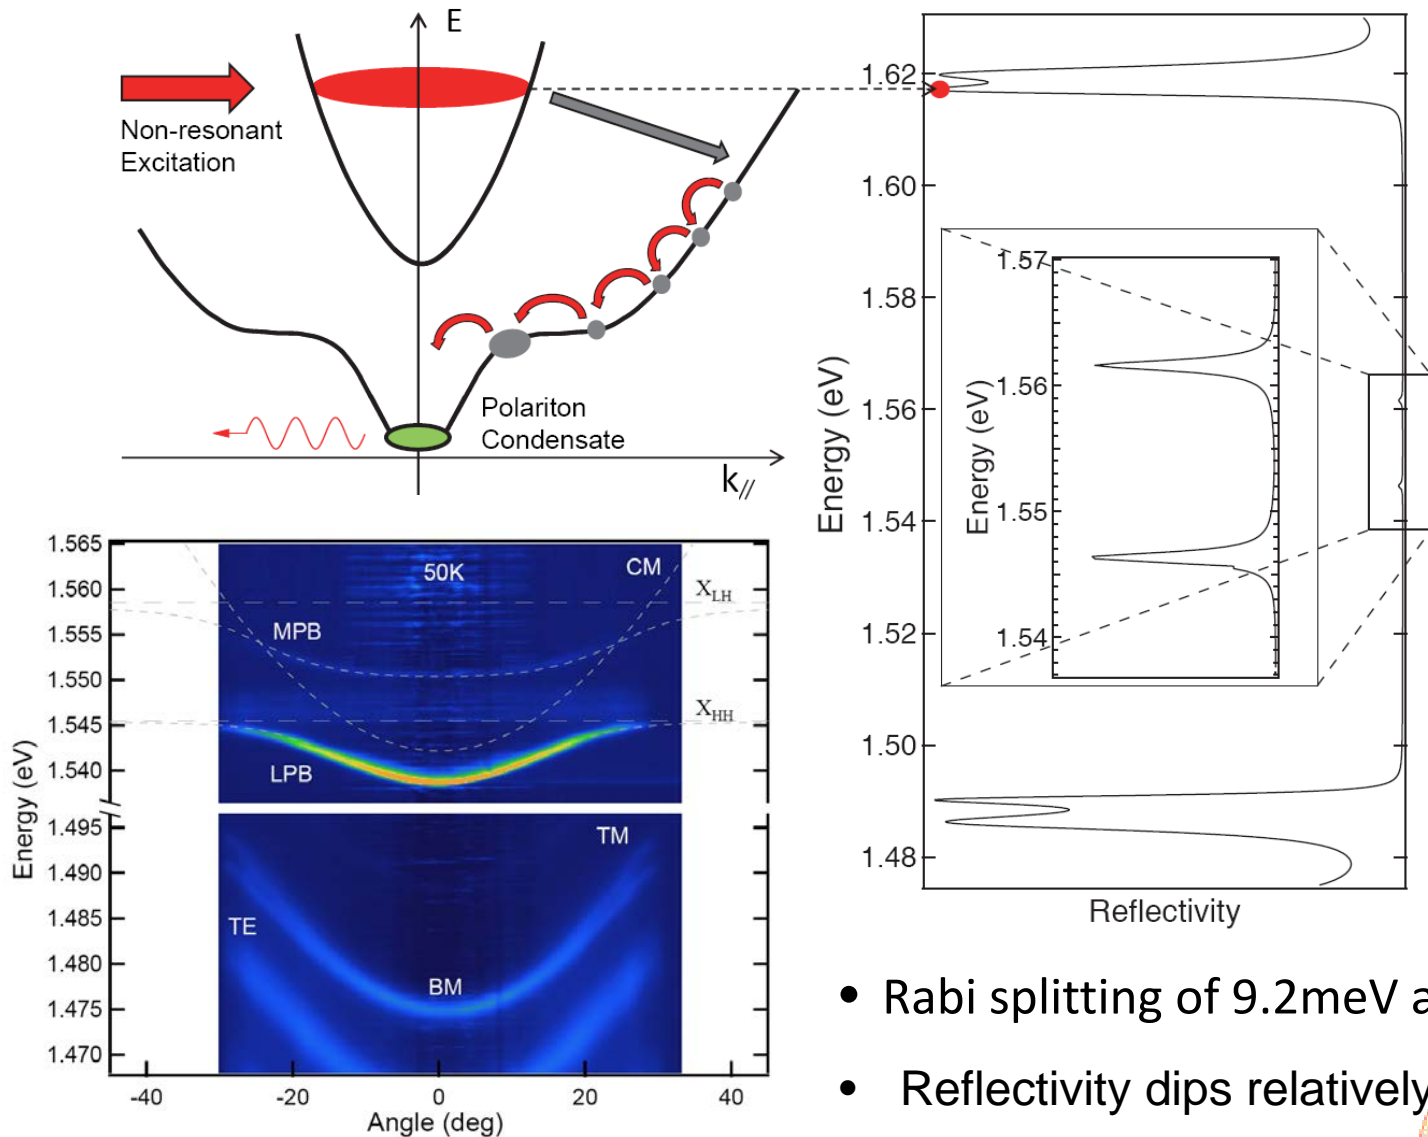 E
Non-resonant
Excitation
Polariton
Condensate
k//
1.565
1.560
1.555
1.550
1.545
1.540
1.495
1.490
1.485
1.480
1.475
1.470
Energy (eV)
50K
CM
MPB
LPB
XLH
XHH
TM
TE
BM
-40
-20
0
20
40
Angle (deg)
1.62
1.60
1.58
1.56
1.54
1.52
1.50
1.48
Energy (eV)
1.57
1.56
1.55
1.54
Energy (eV)
Reflectivity
• Rabi splitting of 9.2meV a
• Reflectivity dips relatively